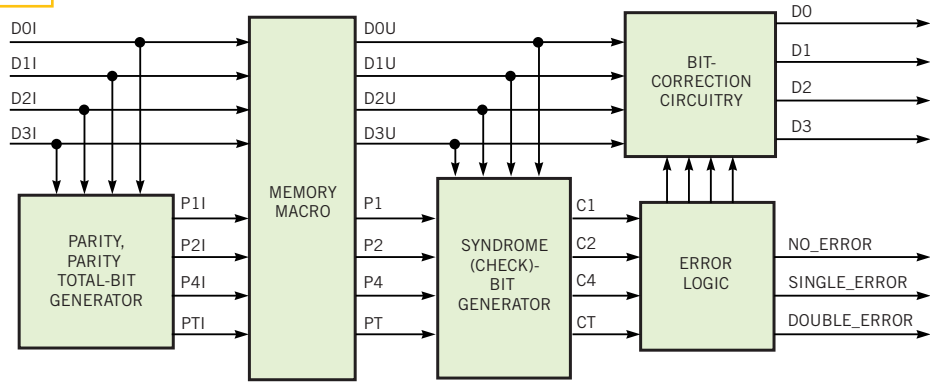 D0I
D1I
D2I
D3I
PARITY,
PARITY
TOTAL-BIT
GENERATOR
P1I
P2I
P4I
PTI
MEMORY
MACRO
D0U
D1U
D2U
D3U
P1
P2
P4
PT
SYNDROME
(CHECK)-
BIT
GENERATOR
C1
C2
C4
CT
BIT-
CORRECTION
CIRCUITRY
ERROR
LOGIC
D0
D1
D2
D3
NO_ERROR
SINGLE_ERROR
DOUBLE_ERROR